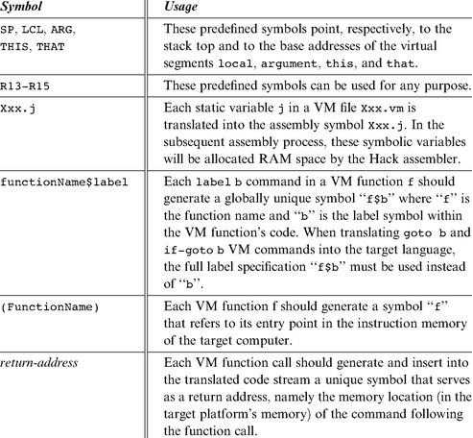 Symbol Usage
SP, LCL, ARG, These predefined symbols point, respectively, to the
THIS, THAT stack top and to the base addresses of the virtual
segments local, argument, this, and that.
R13–R15 These predefined symbols can be used for any purpose.
Xxx.j Each static variable j in a VM file Xxx.vm is
translated into the assembly symbol Xxx.j. In the
subsequent assembly process, these symbolic variables
will be allocated RAM space by the Hack assembler.
functionName$label Each label b command in a VM function f should
generate a globally unique symbol “f$b” where “f” is
the function name and “b” is the label symbol within
the VM function's code. When translating goto b and
if-goto b VM commands into the target language,
the full label specification “f$b” must be used instead
of “b”.
(FunctionName) Each VM function f should generate a symbol “f”
that refers to its entry point in the instruction memory
of the target computer.
return-address Each VM function call should generate and insert into
the translated code stream a unique symbol that serves
as a return address, namely the memory location (in the
target platform's memory) of the command following
the function call.